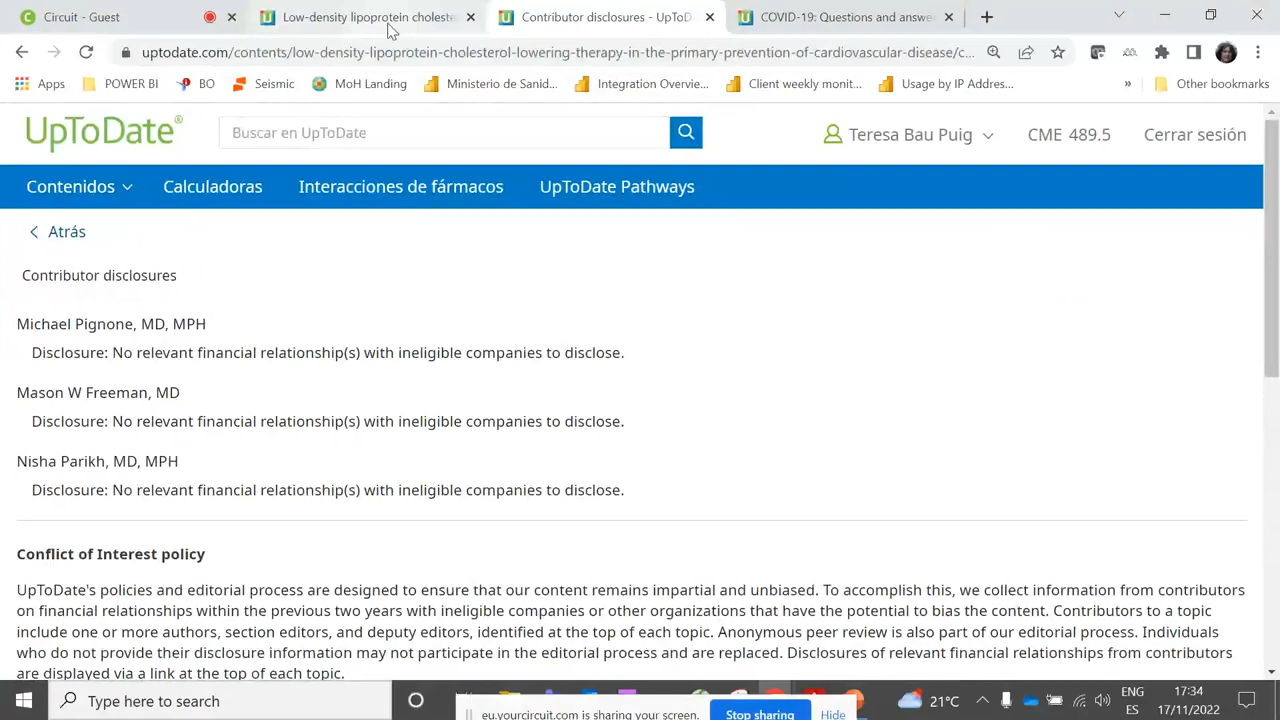 Circuit - Guest
Low-density lipoprotein cholest
Contributor disclosures - UpToD
COVID-19: Questions and answe
uptodate.com/contents/low-density-lipoprotein-cholesterol-lowering-therapy-in-the-primary-prevention-of-cardiovascular-disease/c...
Apps
POWER BI
BO
Seismic
MoH Landing
Ministerio de Sanid...
Integration Overvie...
Client weekly monit...
Usage by IP Addres...
»
Other bookmarks
UpToDate®
Buscar en UpToDate
Teresa Bau Puig
CME 489.5
Cerrar sesión
Contenidos
Calculadoras
Interacciones de fármacos
UpToDate Pathways
Atrás
Contributor disclosures
Michael Pignone, MD, MPH
Disclosure: No relevant financial relationship(s) with ineligible companies to disclose.
Mason W Freeman, MD
Disclosure: No relevant financial relationship(s) with ineligible companies to disclose.
Nisha Parikh, MD, MPH
Disclosure: No relevant financial relationship(s) with ineligible companies to disclose.
Conflict of Interest policy
UpToDate's policies and editorial process are designed to ensure that our content remains impartial and unbiased. To accomplish this, we collect information from contributors
on financial relationships within the previous two years with ineligible companies or other organizations that have the potential to bias the content. Contributors to a topic
include one or more authors, section editors, and deputy editors, identified at the top of each topic. Anonymous peer review is also part of our editorial process. Individuals
who do not provide their disclosure information may not participate in the editorial process and are replaced. Disclosures of relevant financial relationships from contributors
are displayed via a link at the top of each topic.
Type here to search
eu.yourcircuit.com is sharing your screen.
Stop sharing
Hide
21°C
ENG
ES
17:34
17/11/2022